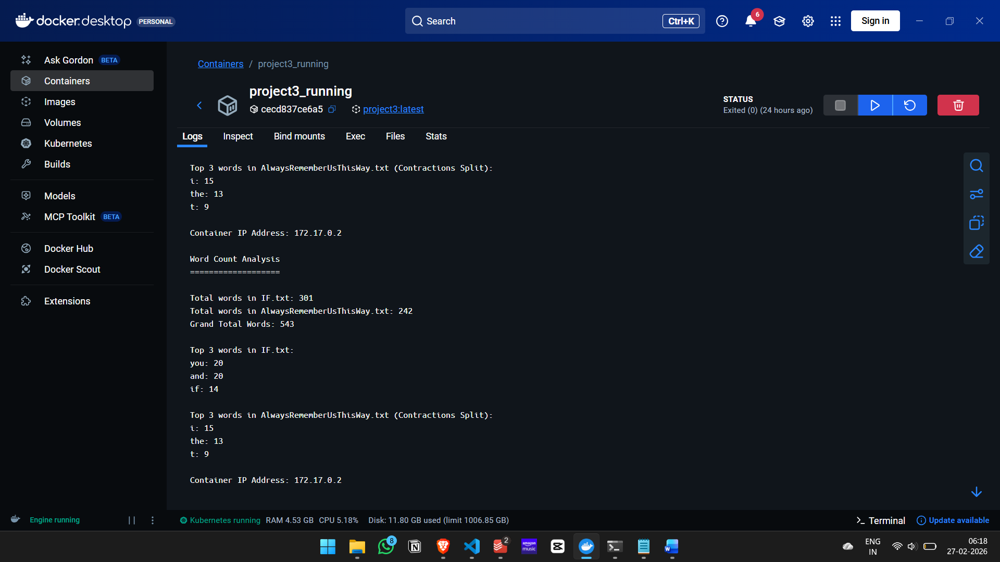 docker.desktop PERSONAL
Search
Ctrl+K
6
Sign in
Ask Gordon BETA
Containers
Images
Volumes
Kubernetes
Builds
Models
MCP Toolkit BETA
Docker Hub
Docker Scout
Extensions
Containers / project3_running
project3_running
cecd837ce6a5 project3:latest
STATUS
Exited (0) (24 hours ago)
Logs Inspect Bind mounts Exec Files Stats
Top 3 words in AlwaysRememberUsThisWay.txt (Contractions Split):
i: 15
the: 13
t: 9
Container IP Address: 172.17.0.2
Word Count Analysis
===================
Total words in IF.txt: 301
Total words in AlwaysRememberUsThisWay.txt: 242
Grand Total Words: 543
Top 3 words in IF.txt:
you: 20
and: 20
if: 14
Top 3 words in AlwaysRememberUsThisWay.txt (Contractions Split):
i: 15
the: 13
t: 9
Container IP Address: 172.17.0.2
Engine running
Kubernetes running RAM 4.53 GB CPU 5.18% Disk: 11.80 GB used (limit 1006.85 GB)
Terminal
Update available
8
2
amazon music
W
ENG
IN
06:18
27-02-2026